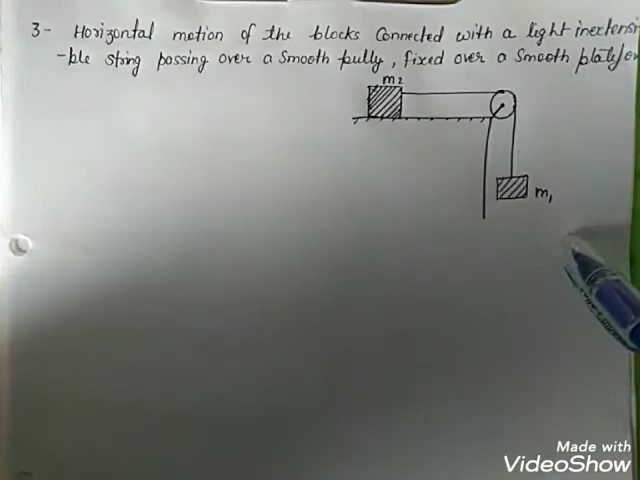 3- Horizontal motion of the blocks connected with a light inextensi
-ble string passing over a smooth pully, fixed over a smooth platefor
m2
m1
Made with
VideoShow